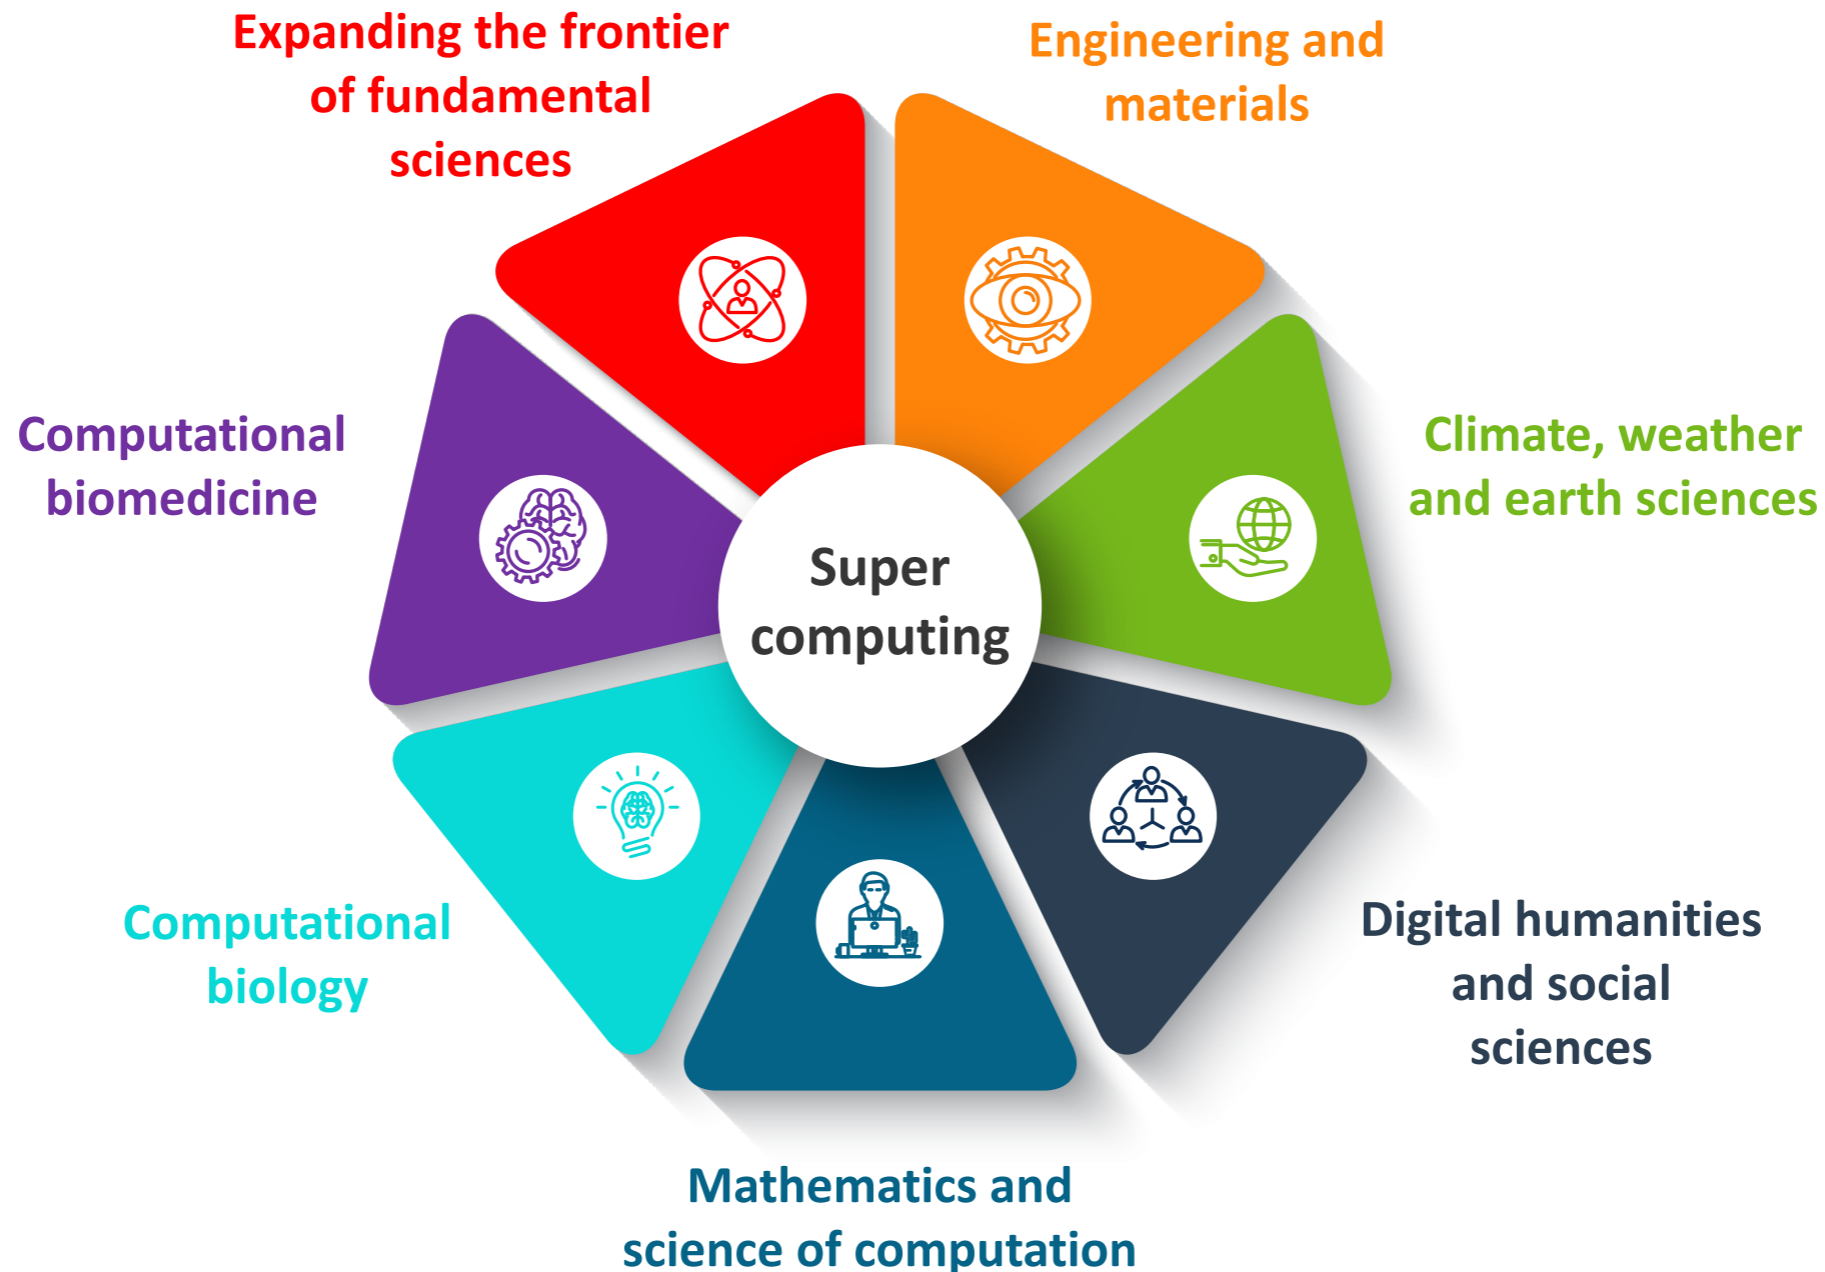 Expanding the frontier
of fundamental
sciences
Engineering and
materials
Climate, weather
and earth sciences
Digital humanities
and social
sciences
Mathematics and
science of computation
Computational
biology
Computational
biomedicine
Super
computing